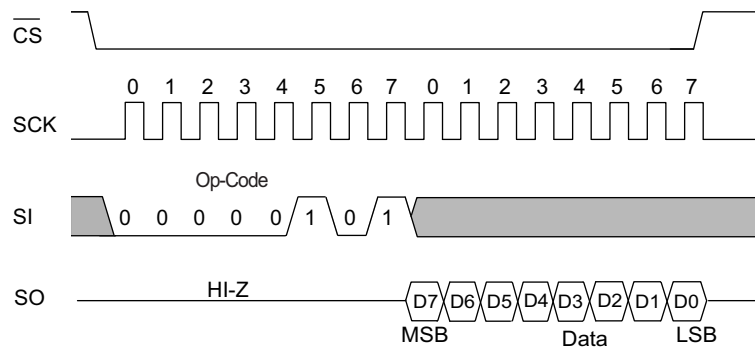 CS
0 1 2 3 4 5 6 7 0 1 2 3 4 5 6 7
SCK
Op-Code
SI 0 0 0 0 0 1 0 1
HI-Z
SO D7 D6 D5 D4 D3 D2 D1 D0
MSB Data LSB